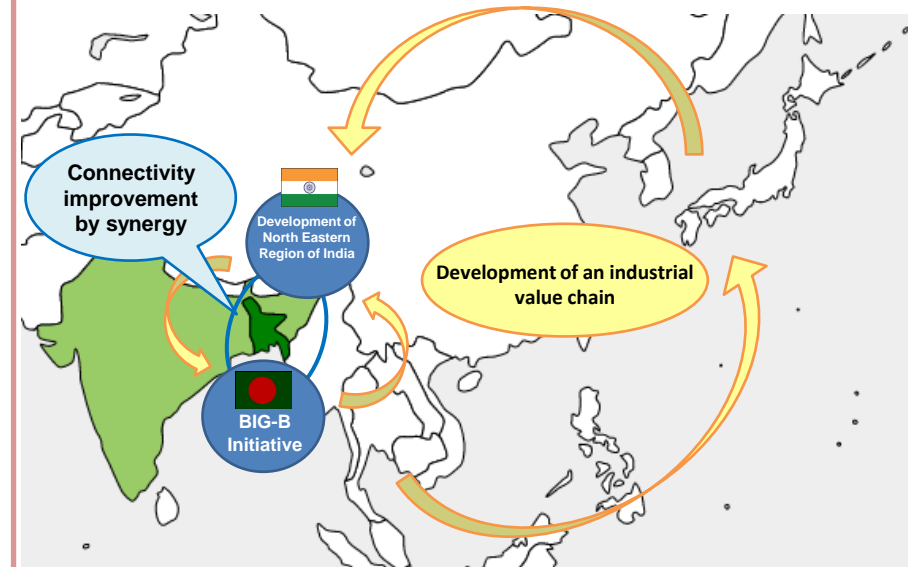 Connectivity
improvement
by synergy
Development of
North Eastern
Region of India
Development of an industrial
value chain
BIG-B
Initiative